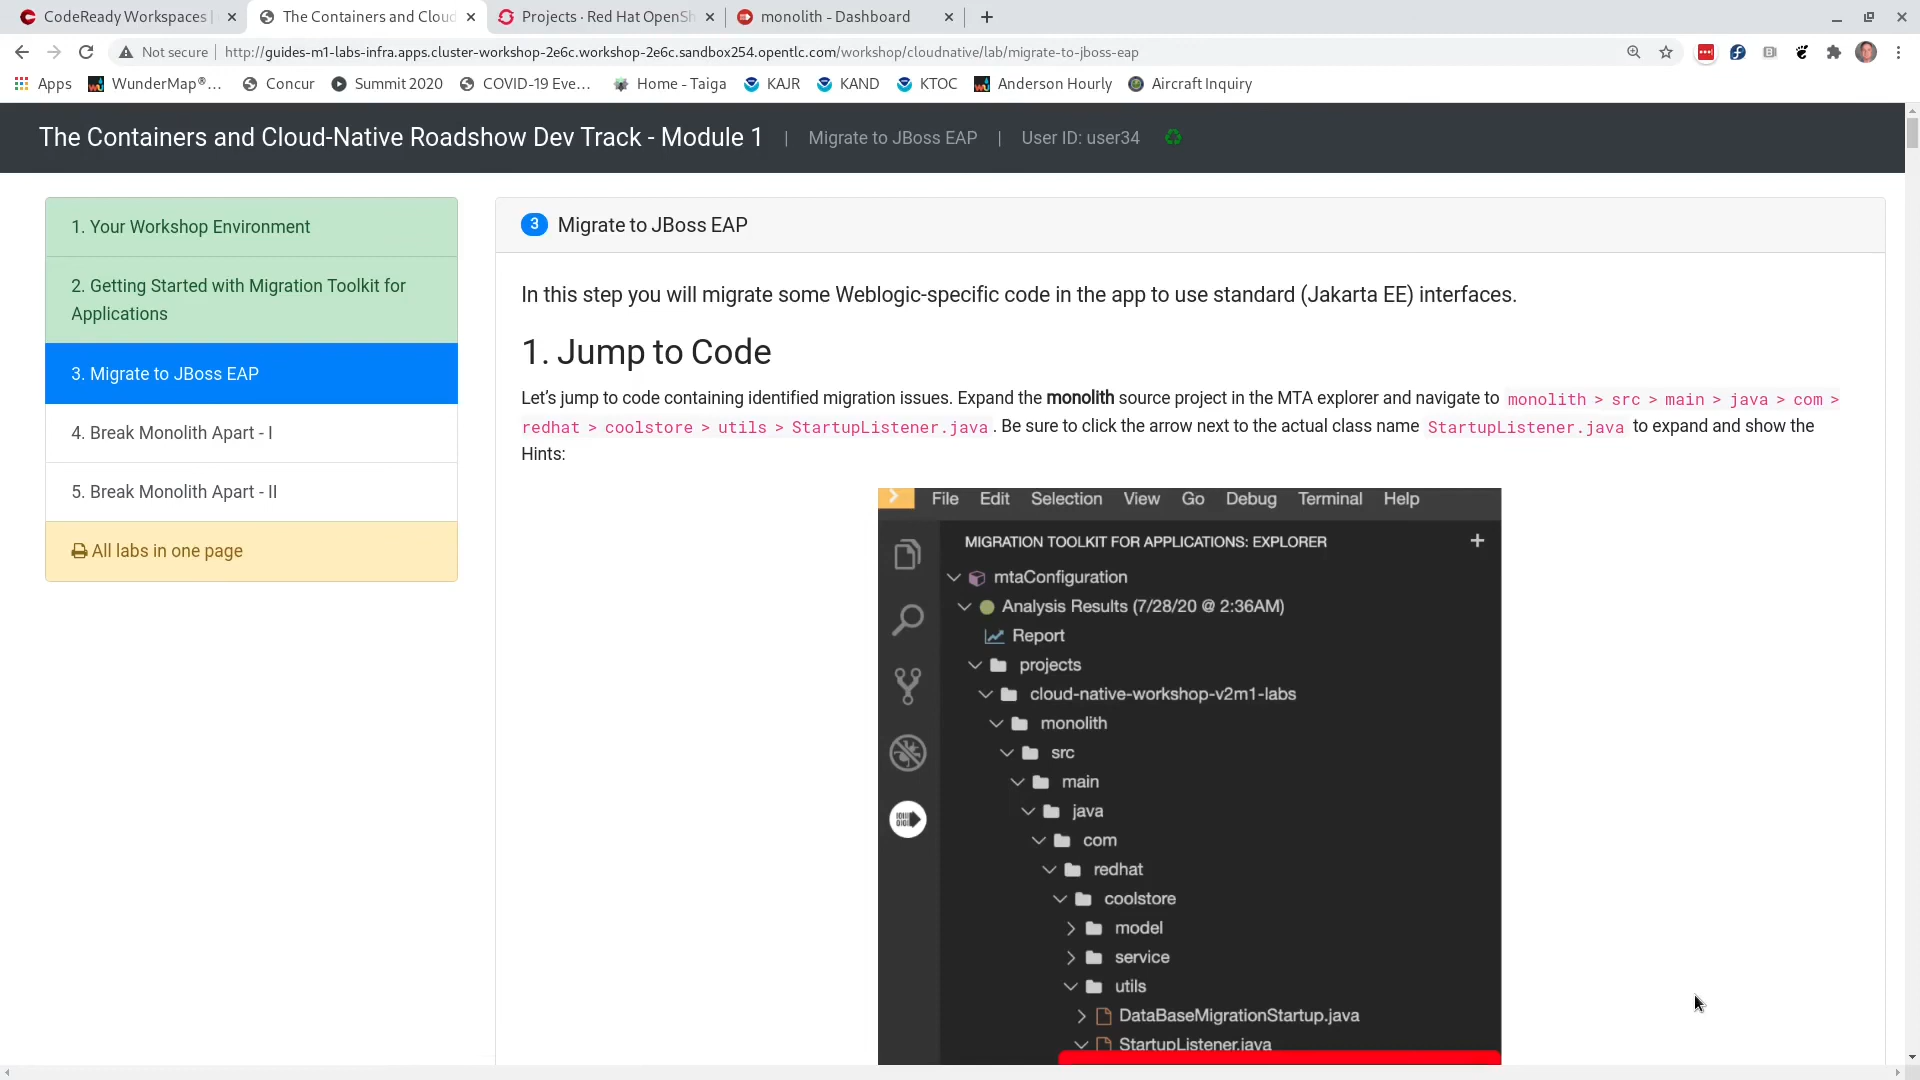 CodeReady Workspaces |
The Containers and Cloud
Projects · Red Hat OpenSh
monolith - Dashboard
Not secure | http://guides-m1-labs-infra.apps.cluster-workshop-2e6c.workshop-2e6c.sandbox254.opentlc.com/workshop/cloudnative/lab/migrate-to-jboss-eap
Apps WunderMap®... Concur Summit 2020 COVID-19 Eve... Home - Taiga KAJR KAND KTOC Anderson Hourly Aircraft Inquiry
The Containers and Cloud-Native Roadshow Dev Track - Module 1 | Migrate to JBoss EAP | User ID: user34
1. Your Workshop Environment
2. Getting Started with Migration Toolkit for
Applications
3. Migrate to JBoss EAP
4. Break Monolith Apart - I
5. Break Monolith Apart - II
All labs in one page
3 Migrate to JBoss EAP
In this step you will migrate some Weblogic-specific code in the app to use standard (Jakarta EE) interfaces.
1. Jump to Code
Let's jump to code containing identified migration issues. Expand the monolith source project in the MTA explorer and navigate to monolith > src > main > java > com >
redhat > coolstore > utils > StartupListener.java . Be sure to click the arrow next to the actual class name StartupListener.java to expand and show the
Hints:
File Edit Selection View Go Debug Terminal Help
MIGRATION TOOLKIT FOR APPLICATIONS: EXPLORER
mtaConfiguration
Analysis Results (7/28/20 @ 2:36AM)
Report
projects
cloud-native-workshop-v2m1-labs
monolith
src
main
java
com
redhat
coolstore
model
service
utils
DataBaseMigrationStartup.java
StartupListener.java